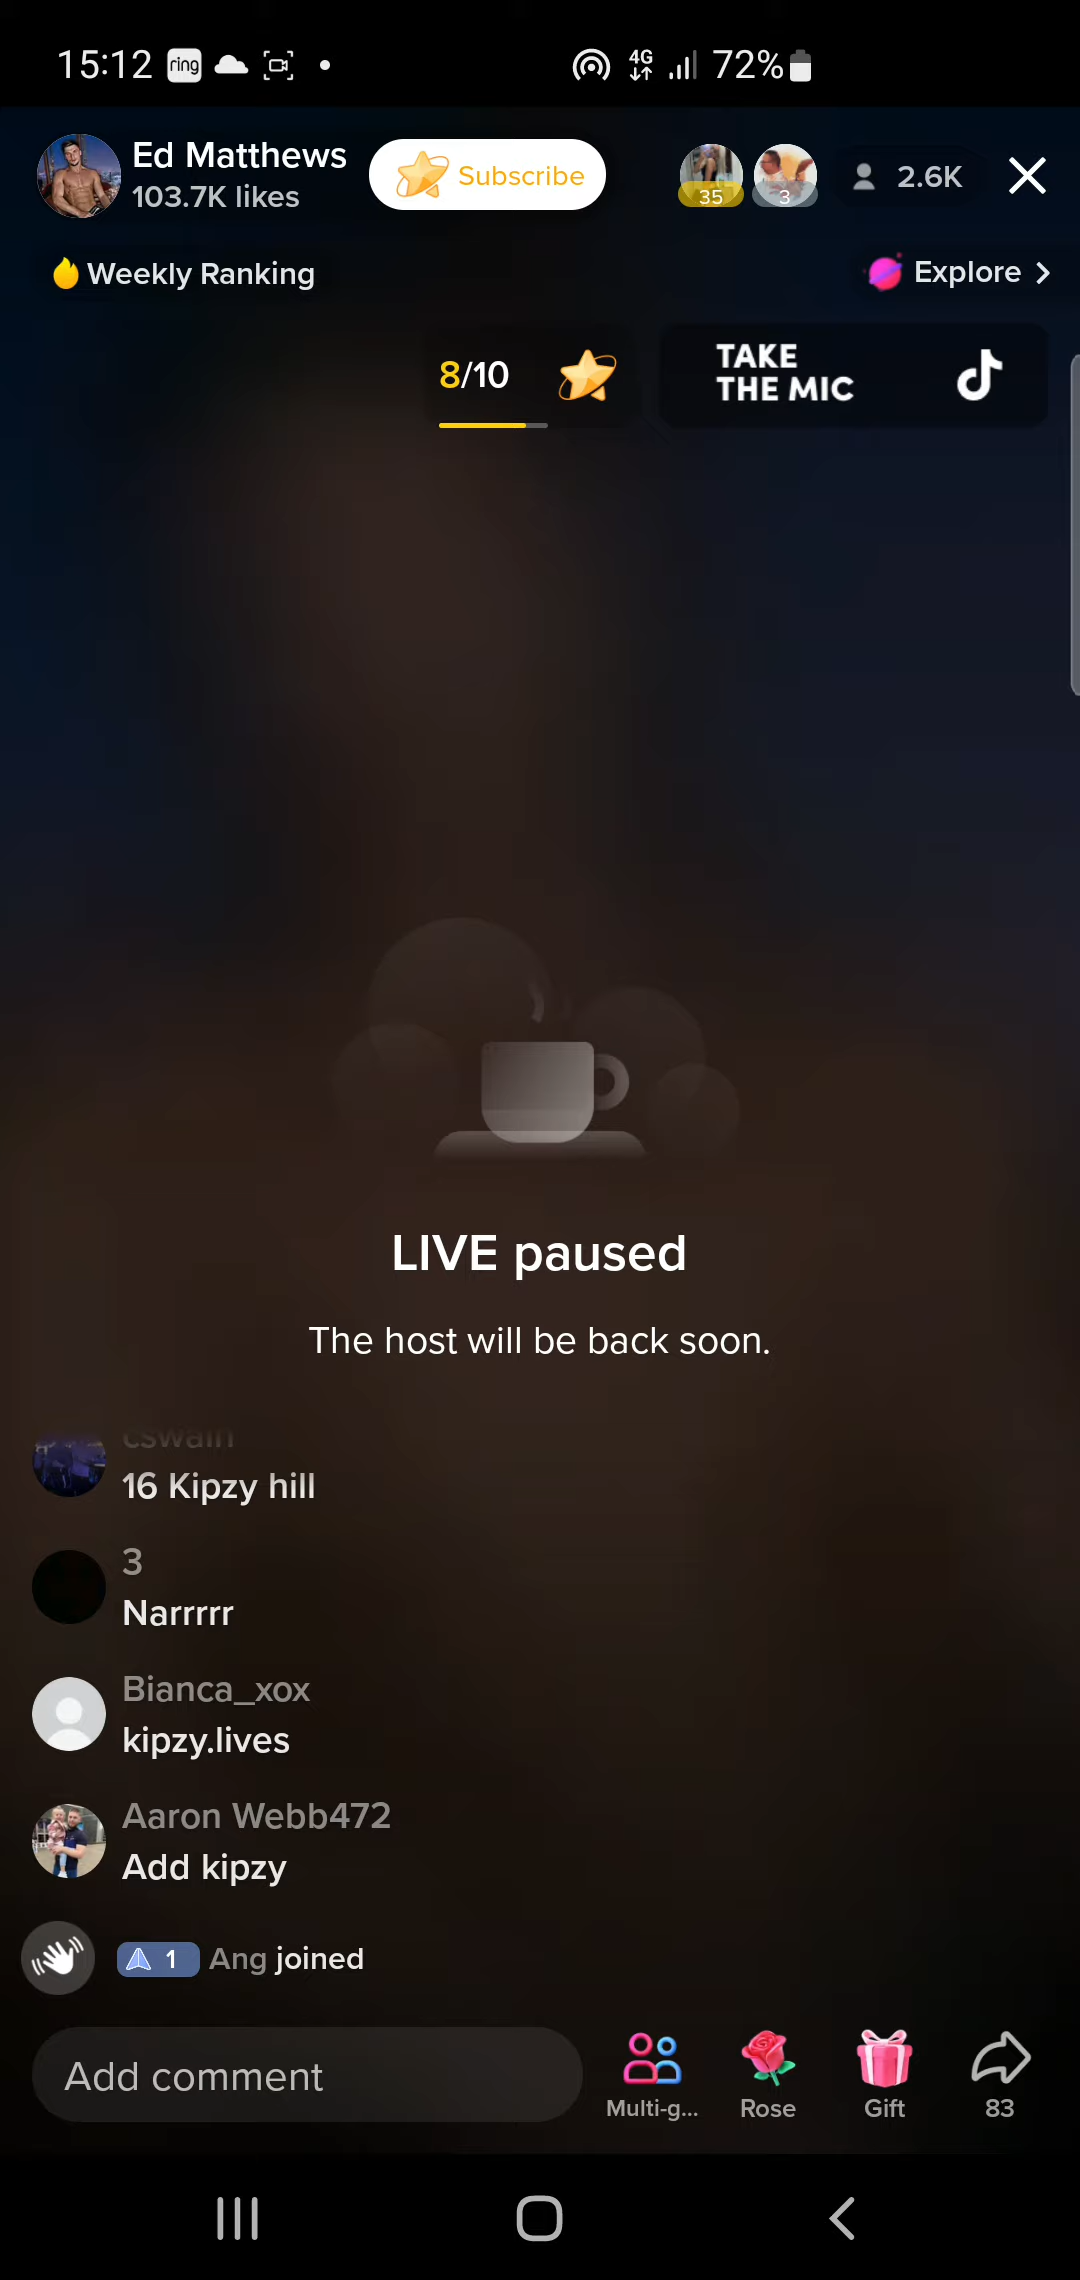 15:12 ring 4G 72%
Ed Matthews
103.7K likes
Subscribe
35
3
2.6K
Weekly Ranking
Explore
8/10
TAKE
THE MIC
LIVE paused
The host will be back soon.
cswain
16 Kipzy hill
3
Narrrrr
Bianca_xox
kipzy.lives
Aaron Webb472
Add kipzy
1 Ang joined
Add comment
Multi-g...
Rose
Gift
83